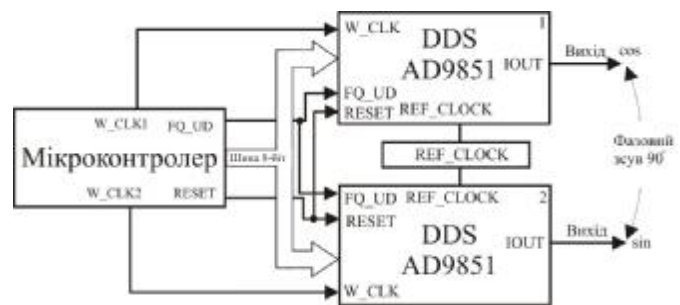 1
W_CLK
DDS
AD9851
IOUT
Вихід
cos
FQ_UD
RESET
REF_CLOCK
W_CLK1
FQ_UD
Мікроконтролер
Шина 8-біт
W_CLK2
RESET
REF_CLOCK
Фазовий
зсув 90°
2
FQ_UD
REF_CLOCK
RESET
DDS
AD9851
IOUT
Вихід
sin
W_CLK